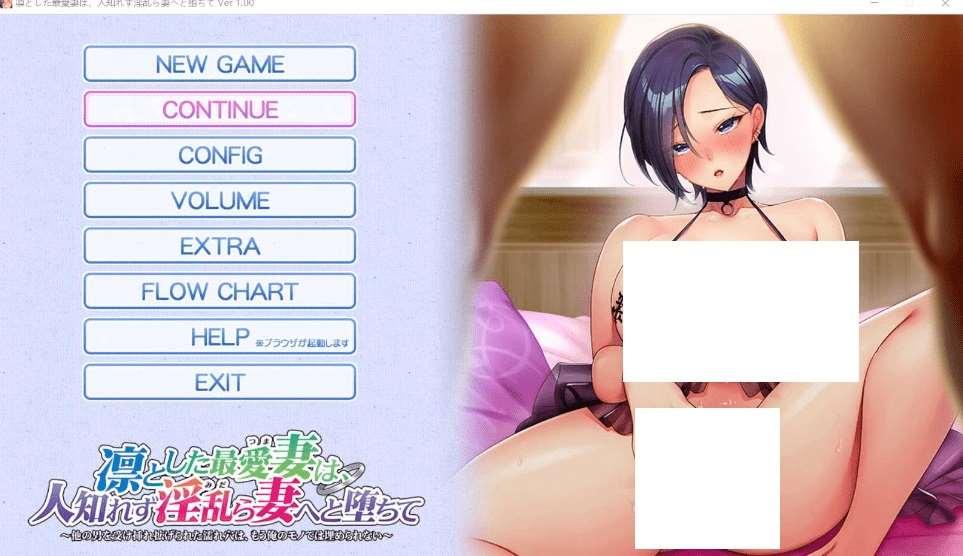 凛とした最愛妻は、人知れず淫乱ら妻へと堕ちて Ver 1.00
NEW GAME
CONTINUE
CONFIG
VOLUME
EXTRA
FLOW CHART
HELP ※ブラウザが起動します
EXIT
つま
凛とした最愛妻は、
人知れず淫乱ら妻へと堕ちて
～他の男を受け挿れ拡げられた濡れ穴は、もう俺のモノでは埋められない～